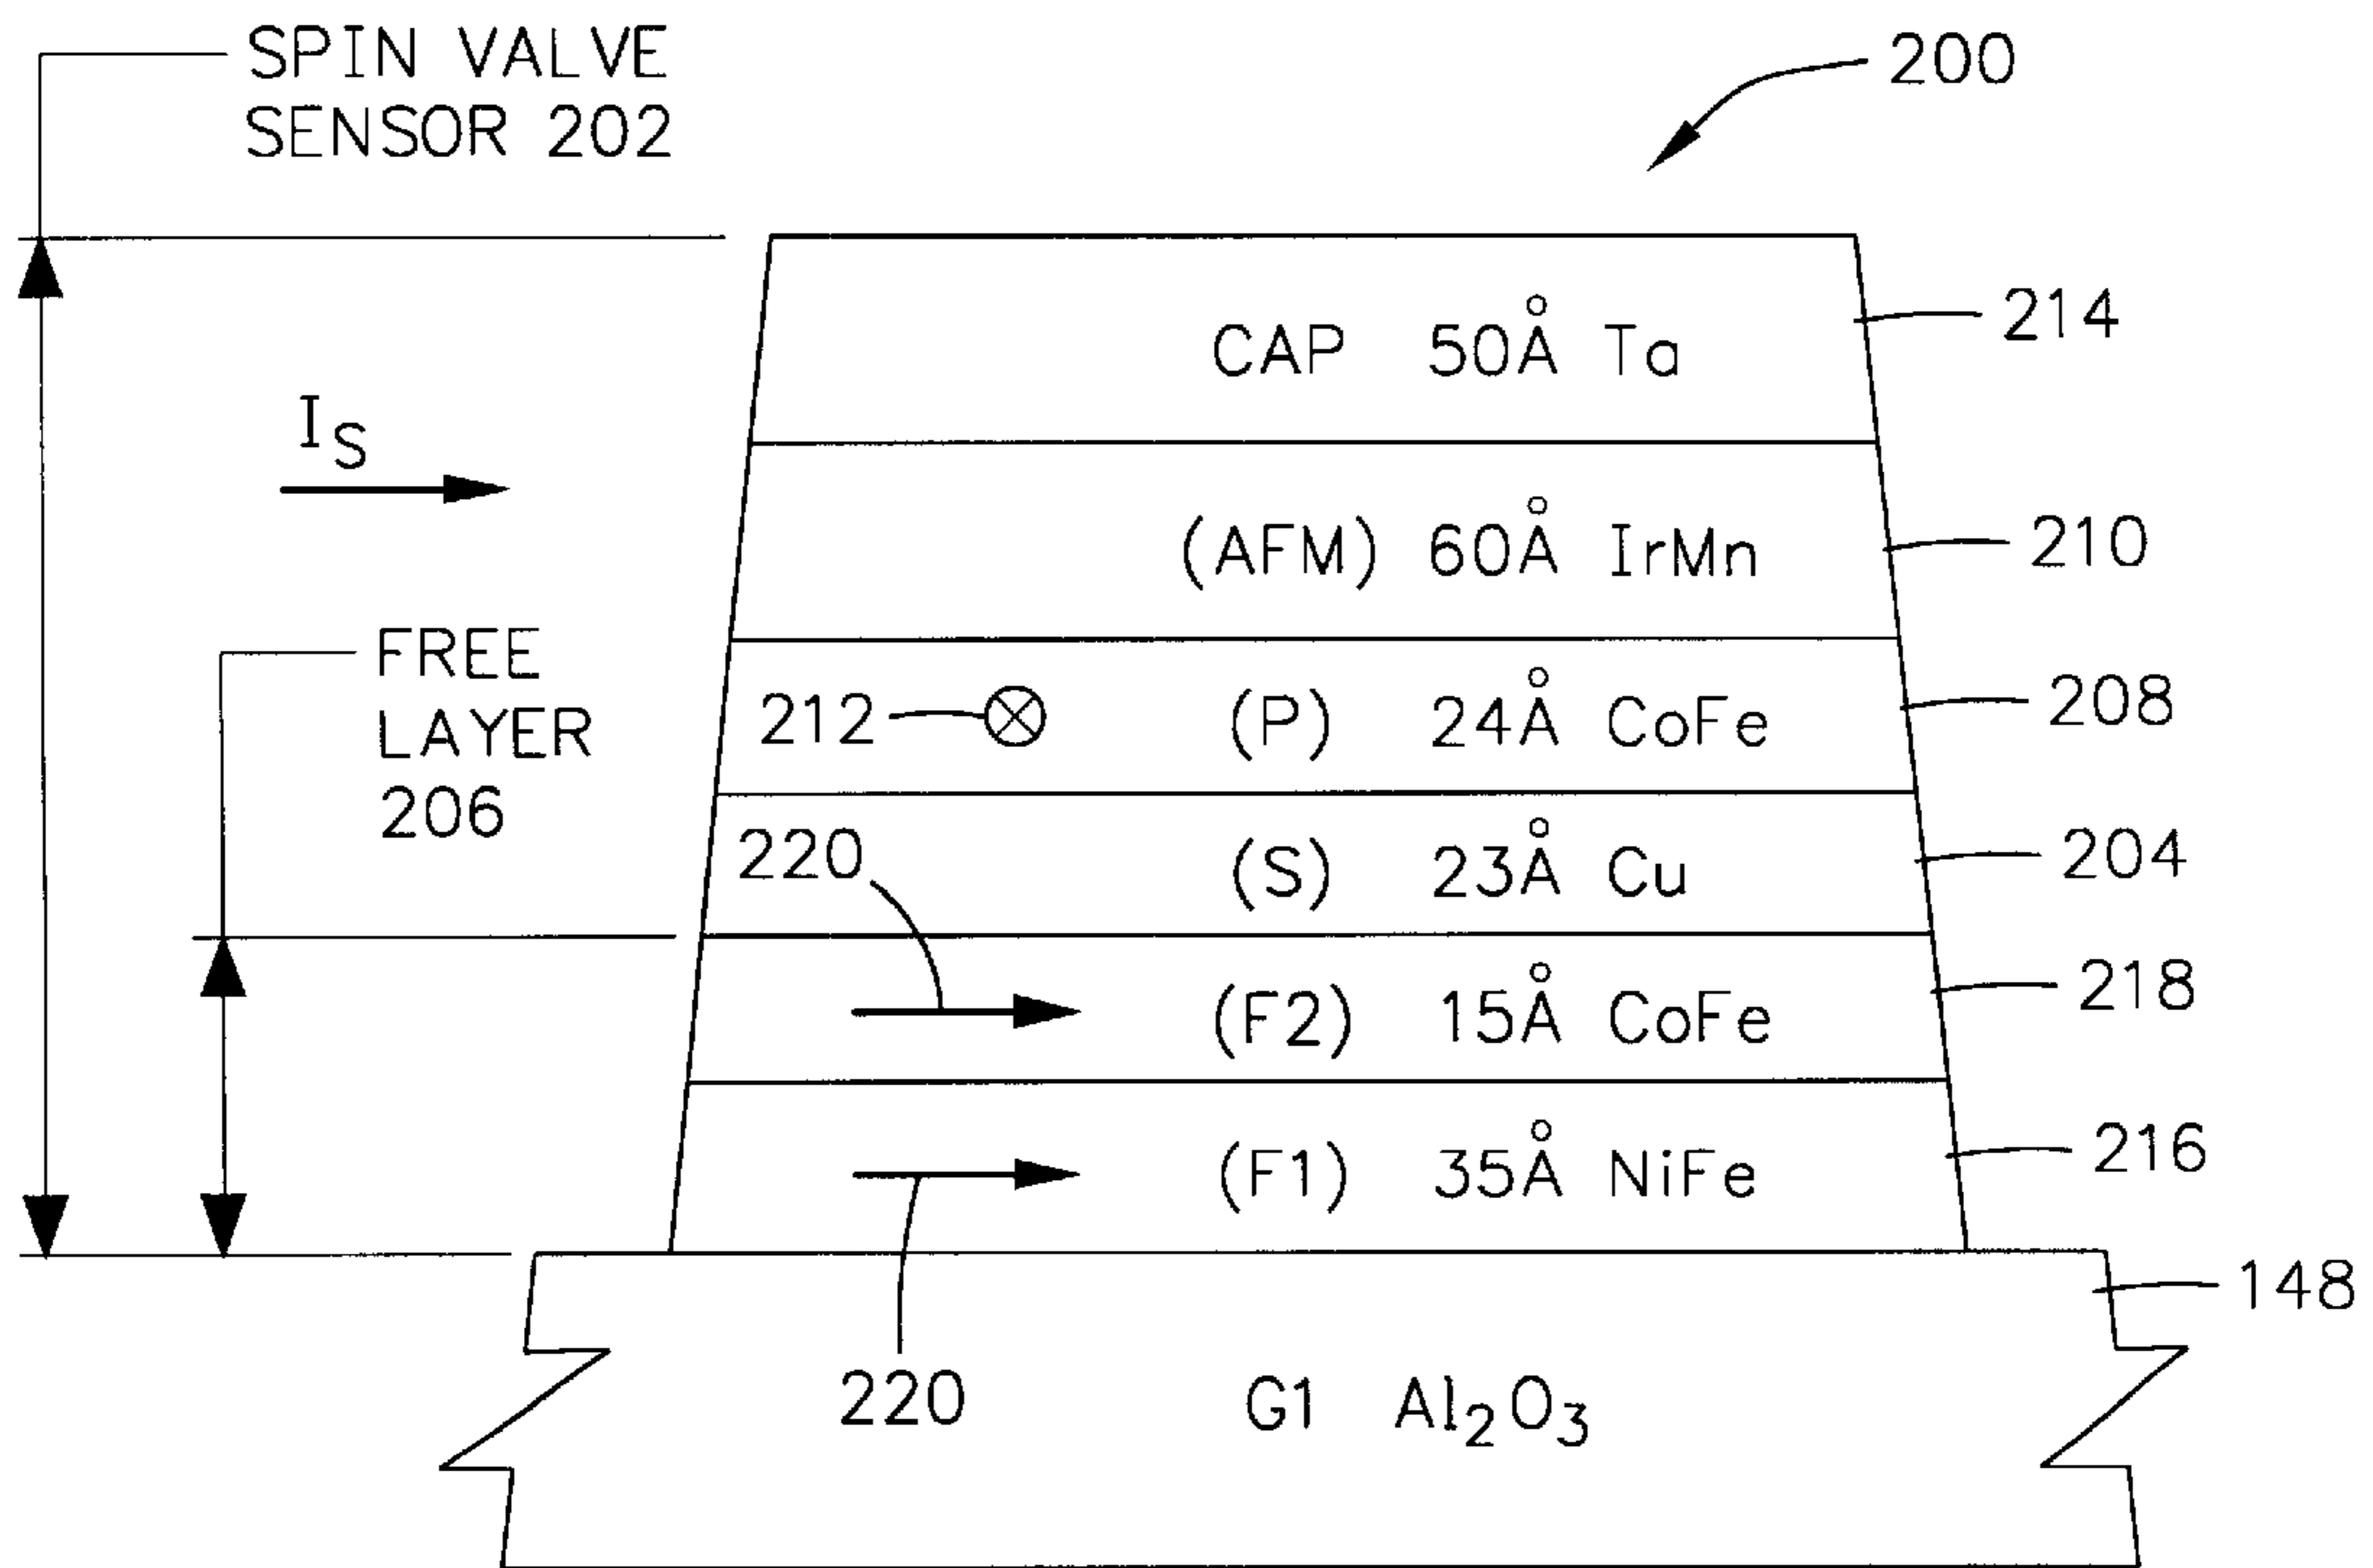 SPIN VALVE
SENSOR 202
200
CAP 50Å Ta
214
I_S
(AFM) 60Å IrMn
210
FREE
LAYER
206
212
(P) 24Å CoFe
208
220
(S) 23Å Cu
204
(F2) 15Å CoFe
218
(F1) 35Å NiFe
216
148
220
G1 Al₂O₃